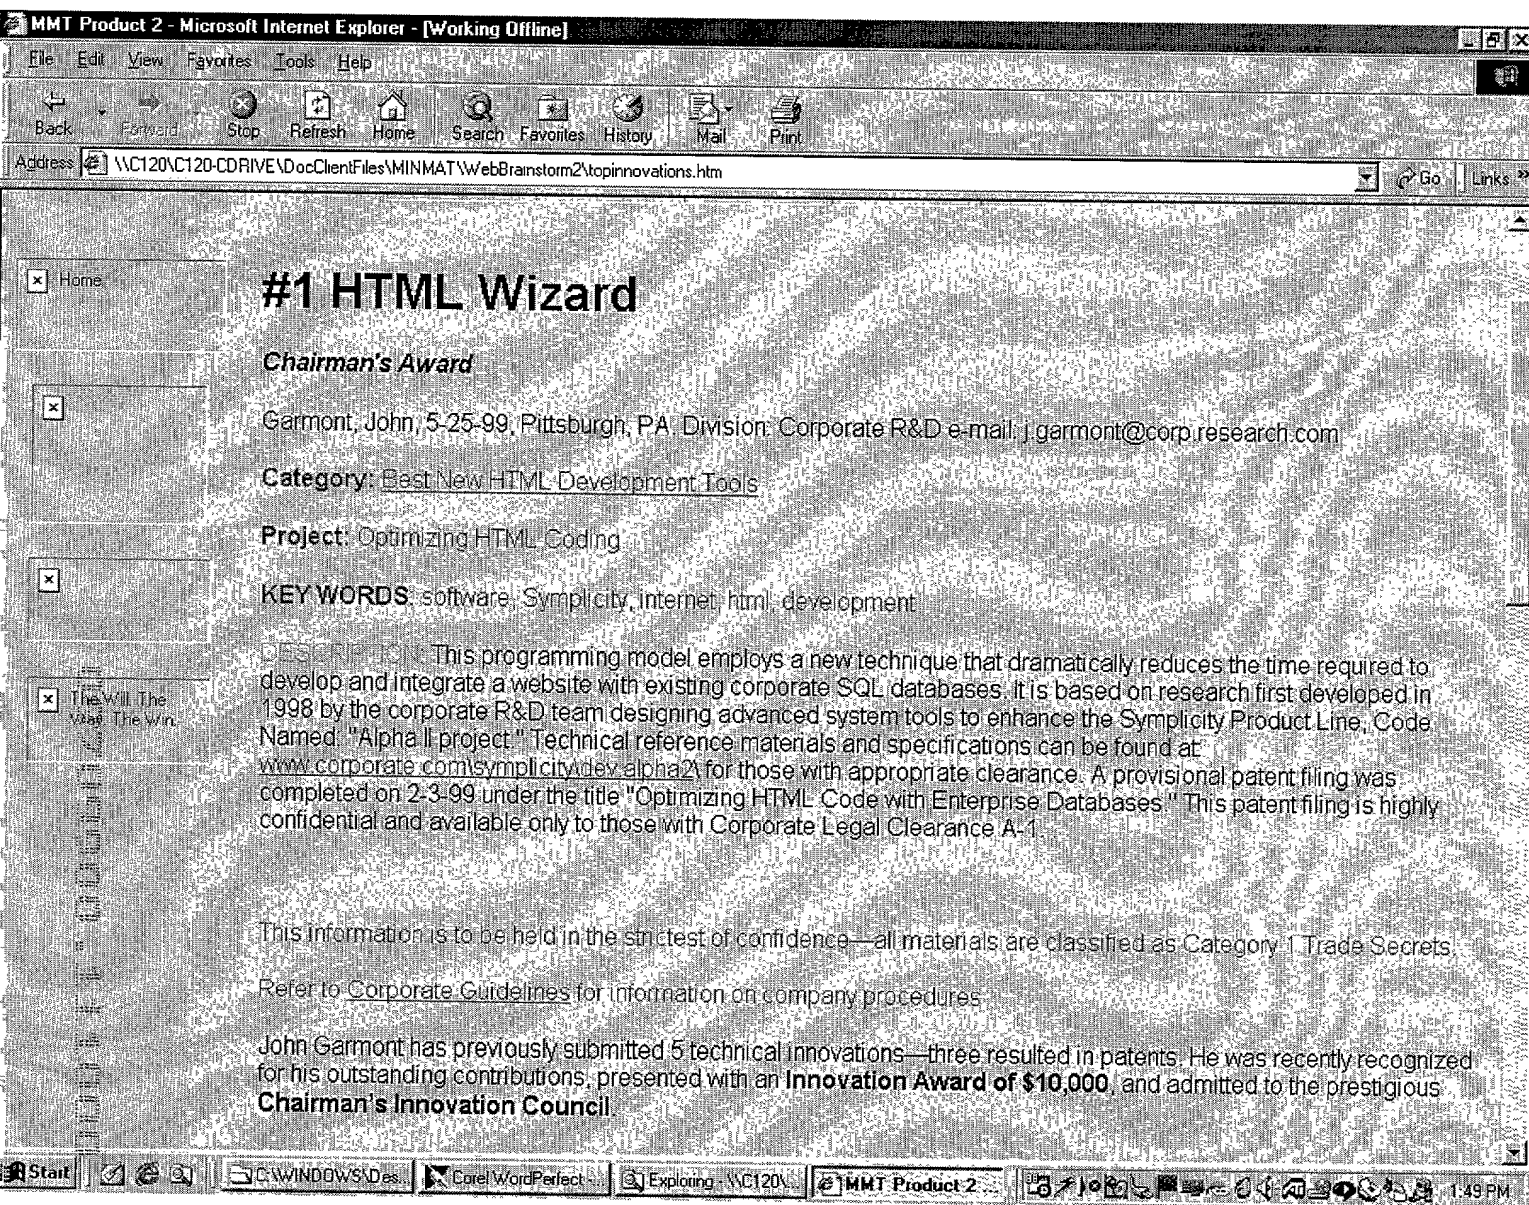 MMT Product 2 - Microsoft Internet Explorer - [Working Offline]
File Edit View Favorites Tools Help
Back Forward Stop Refresh Home Search Favorites History Mail Print
Address \\C120\C120-CDRIVE\DocClientFiles\MINMAT\WebBrainstorm2\topinnovations.htm Go Links »
Home
#1 HTML Wizard
Chairman's Award
Garmont, John, 5-25-99, Pittsburgh, PA. Division: Corporate R&D e-mail: j.garmont@corp.research.com
Category: Best New HTML Development Tools
Project: Optimizing HTML Coding
KEY WORDS: software, Symplicity, internet, html, development
DESCRIPTION: This programming model employs a new technique that dramatically reduces the time required to
develop and integrate a website with existing corporate SQL databases. It is based on research first developed in
1998 by the corporate R&D team designing advanced system tools to enhance the Symplicity Product Line, Code
Named: "Alpha II project." Technical reference materials and specifications can be found at:
www.corporate.com\symplicity\dev.alpha2\ for those with appropriate clearance. A provisional patent filing was
completed on 2-3-99 under the title "Optimizing HTML Code with Enterprise Databases." This patent filing is highly
confidential and available only to those with Corporate Legal Clearance A-1.
The Will. The
Way. The Win.
This information is to be held in the strictest of confidence—all materials are classified as Category 1 Trade Secrets.
Refer to Corporate Guidelines for information on company procedures.
John Garmont has previously submitted 5 technical innovations—three resulted in patents. He was recently recognized
for his outstanding contributions, presented with an Innovation Award of $10,000, and admitted to the prestigious
Chairman's Innovation Council.
Start C:\WINDOWS\Des... Corel WordPerfect - ... Exploring - \\C120\... MMT Product 2 ... 1:49 PM